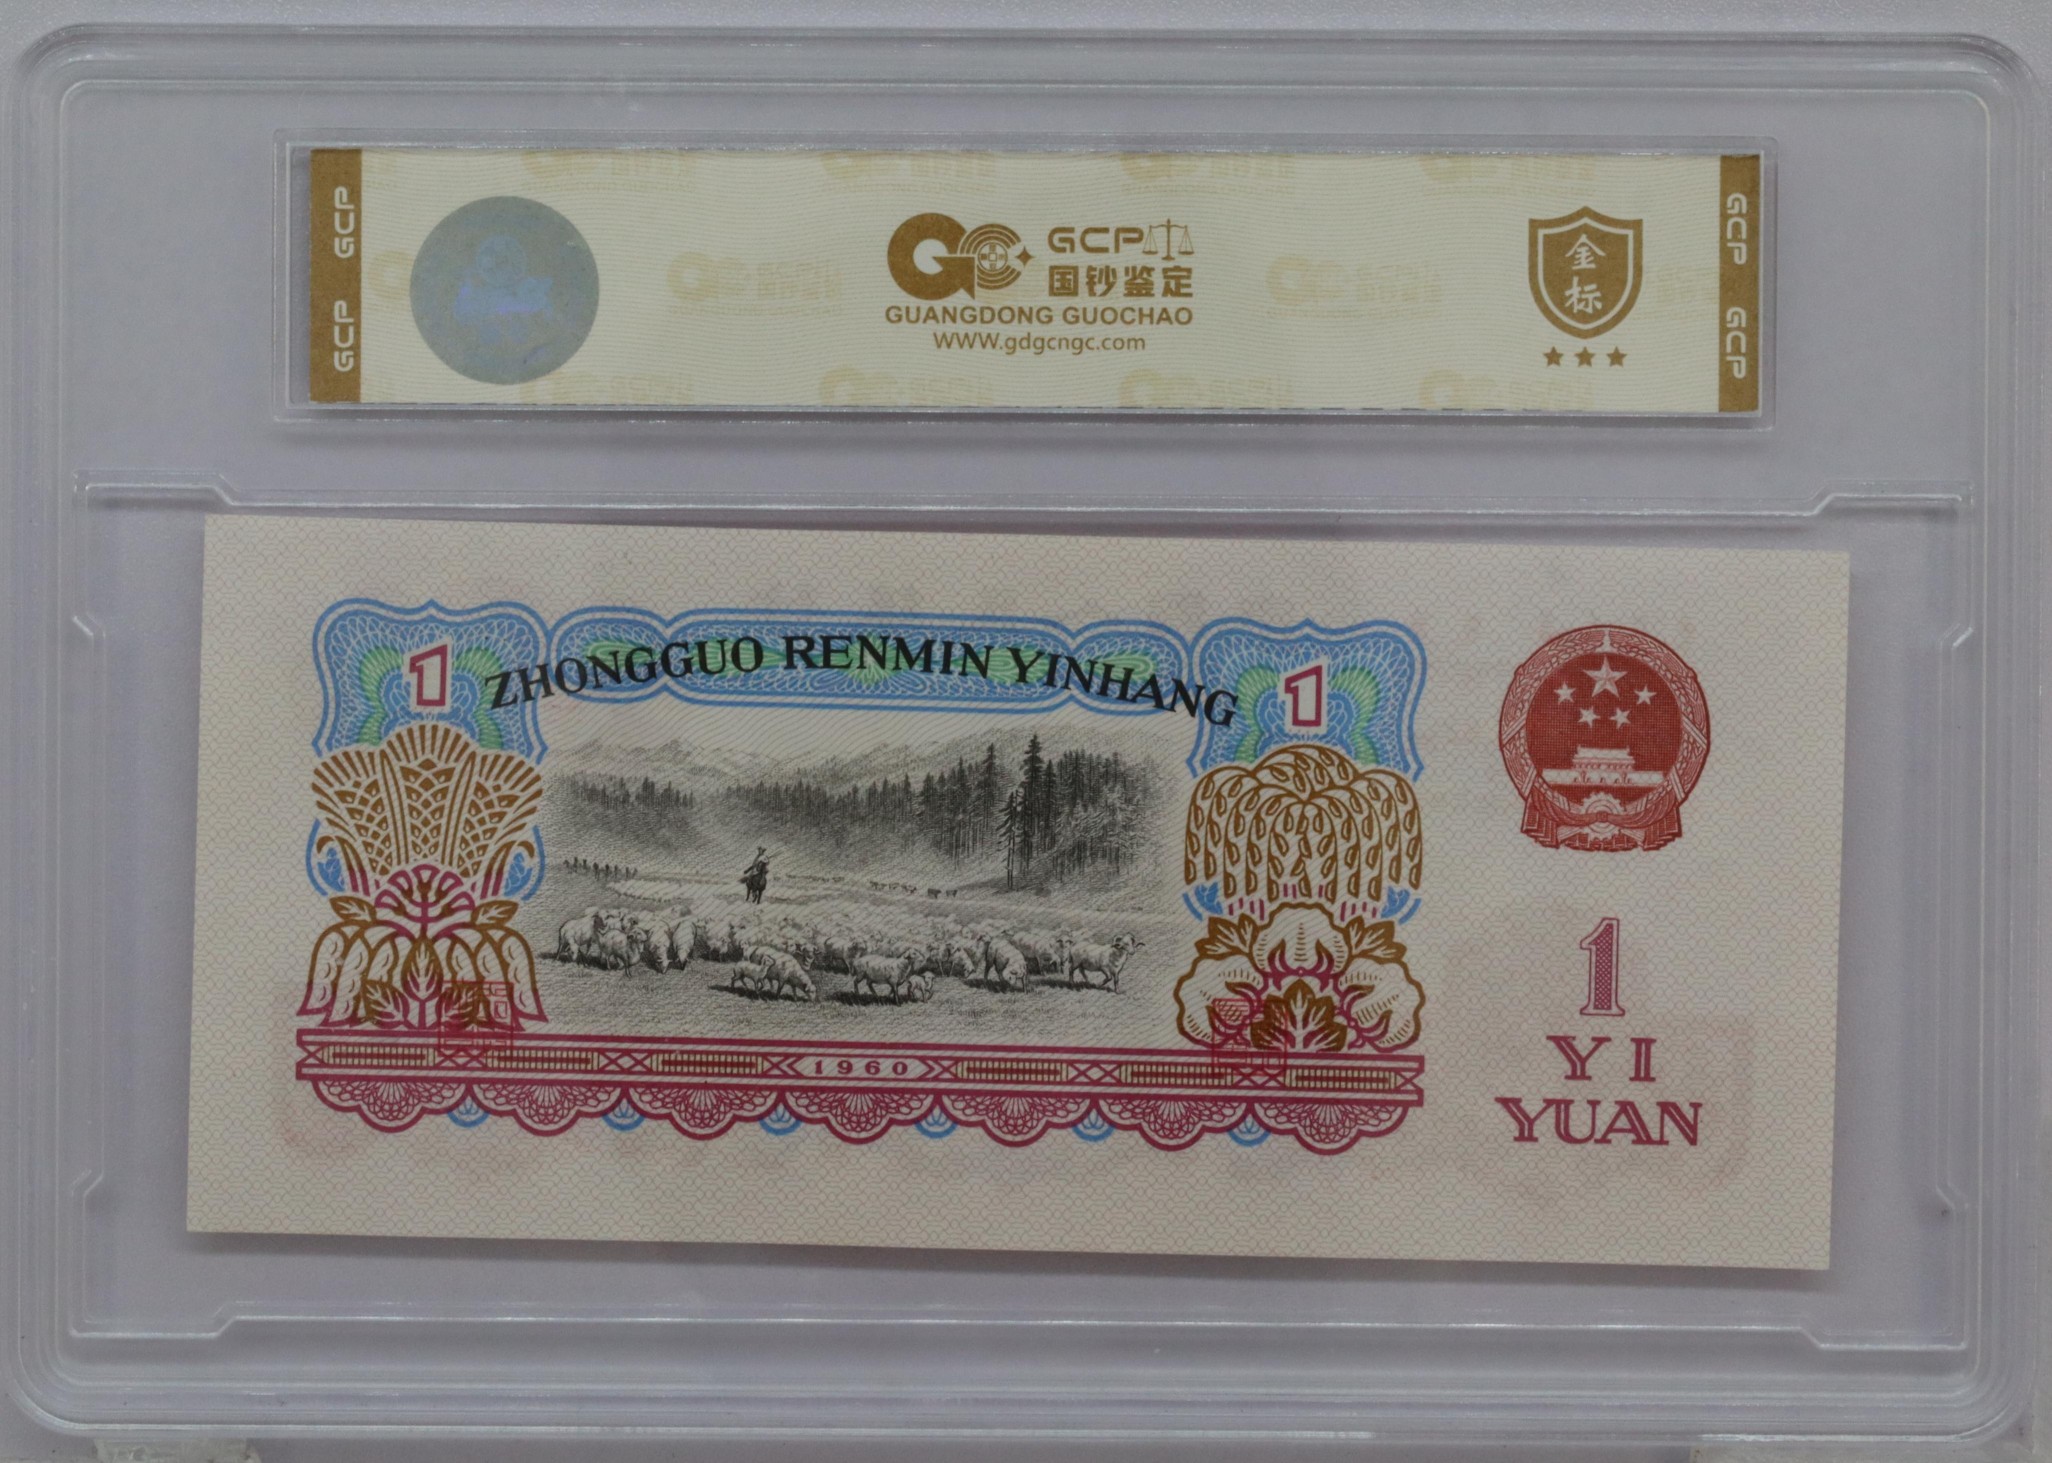 GCP GCP
GCP
国钞鉴定
GUANGDONG GUOCHAO
WWW.gdgcngc.com
金
标
GCP GCP
1 ZHONGGUO RENMIN YINHANG 1
1960
1
YI
YUAN